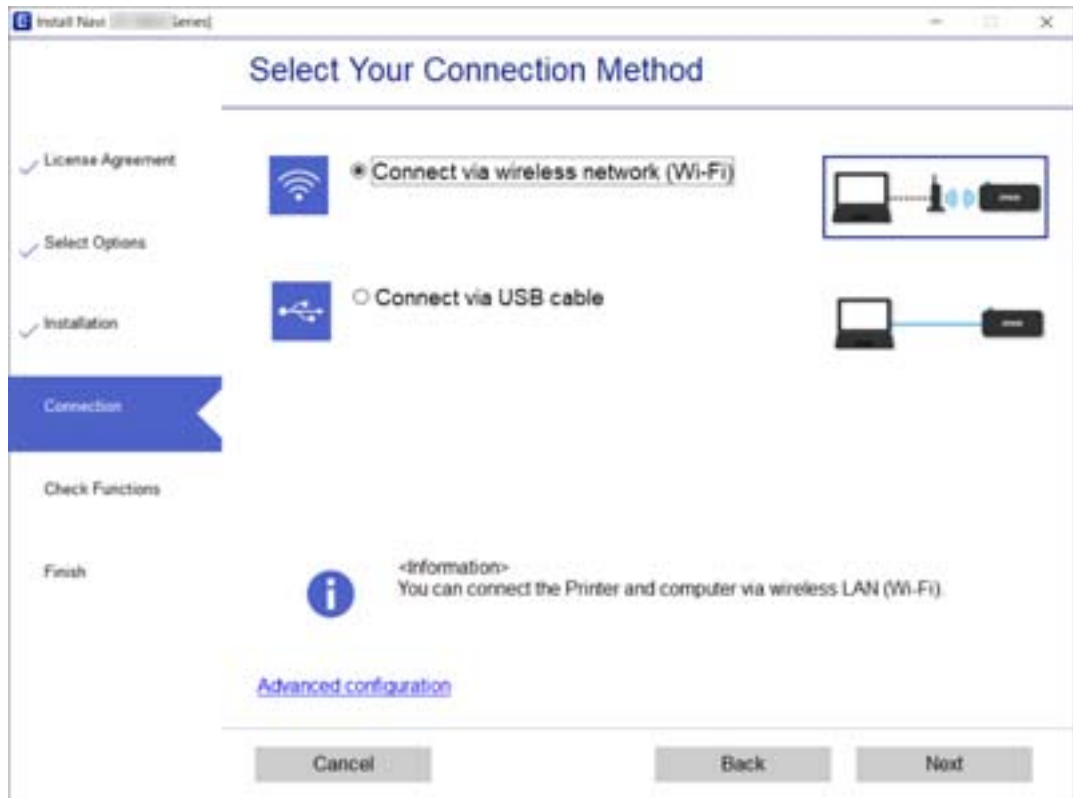 Install Navi Series]
Select Your Connection Method
License Agreement
Select Options
Installation
Connection
Check Functions
Finish
Connect via wireless network (Wi-Fi)
Connect via USB cable
<Information>
You can connect the Printer and computer via wireless LAN (Wi-Fi).
Advanced configuration
Cancel
Back
Next